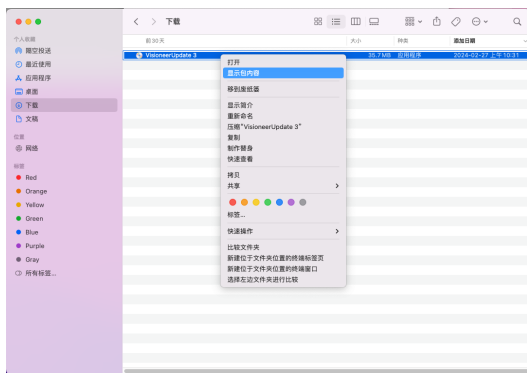 下载
个人收藏
隔空投送
最近使用
应用程序
桌面
下载
文稿
位置
网络
标签
Red
Orange
Yellow
Green
Blue
Purple
Gray
所有标签...
前30天
大小
种类
添加日期
VisioneerUpdate 3
35.7 MB
应用程序
2024-02-27 上午10:31
打开
显示包内容
移到废纸篓
显示简介
重新命名
压缩“VisioneerUpdate 3”
复制
制作替身
快速查看
拷贝
共享
标签...
快速操作
比较文件夹
新建位于文件夹位置的终端标签页
新建位于文件夹位置的终端窗口
选择左边文件夹进行比较